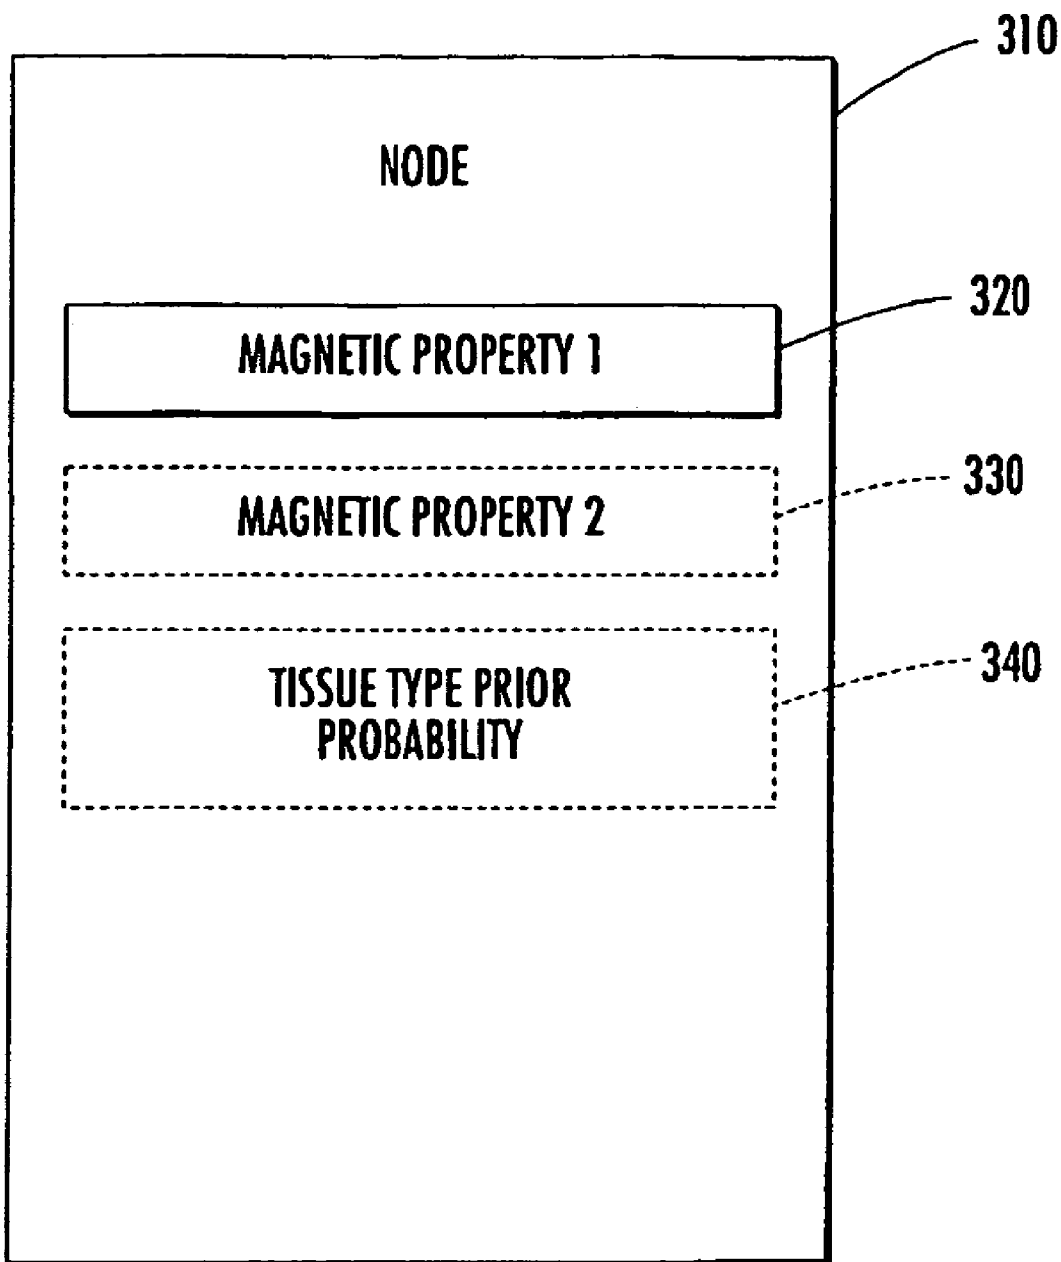 310
NODE
320
MAGNETIC PROPERTY 1
330
MAGNETIC PROPERTY 2
340
TISSUE TYPE PRIOR
PROBABILITY